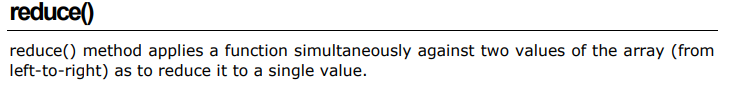 reduce()
reduce() method applies a function simultaneously against two values of the array (from
left-to-right) as to reduce it to a single value.